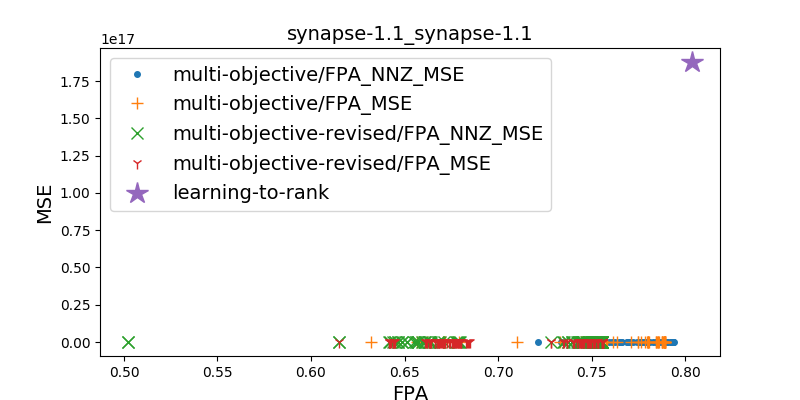 synapse-1.1_synapse-1.1
1e17
1.75
1.50
1.25
1.00
0.75
0.50
0.25
0.00
MSE
multi-objective/FPA_NNZ_MSE
multi-objective/FPA_MSE
multi-objective-revised/FPA_NNZ_MSE
multi-objective-revised/FPA_MSE
learning-to-rank
0.50 0.55 0.60 0.65 0.70 0.75 0.80
FPA